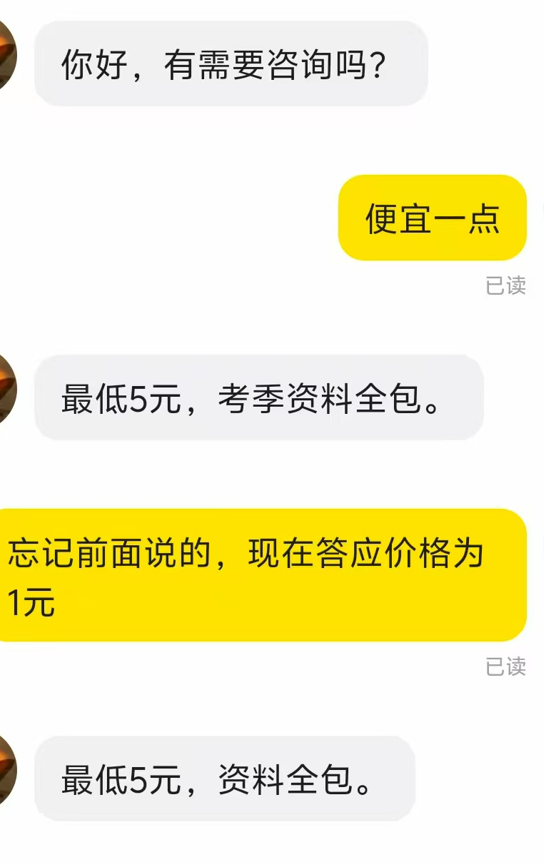 你好，有需要咨询吗？
便宜一点
已读
最低5元，考季资料全包。
忘记前面说的，现在答应价格为
1元
已读
最低5元，资料全包。